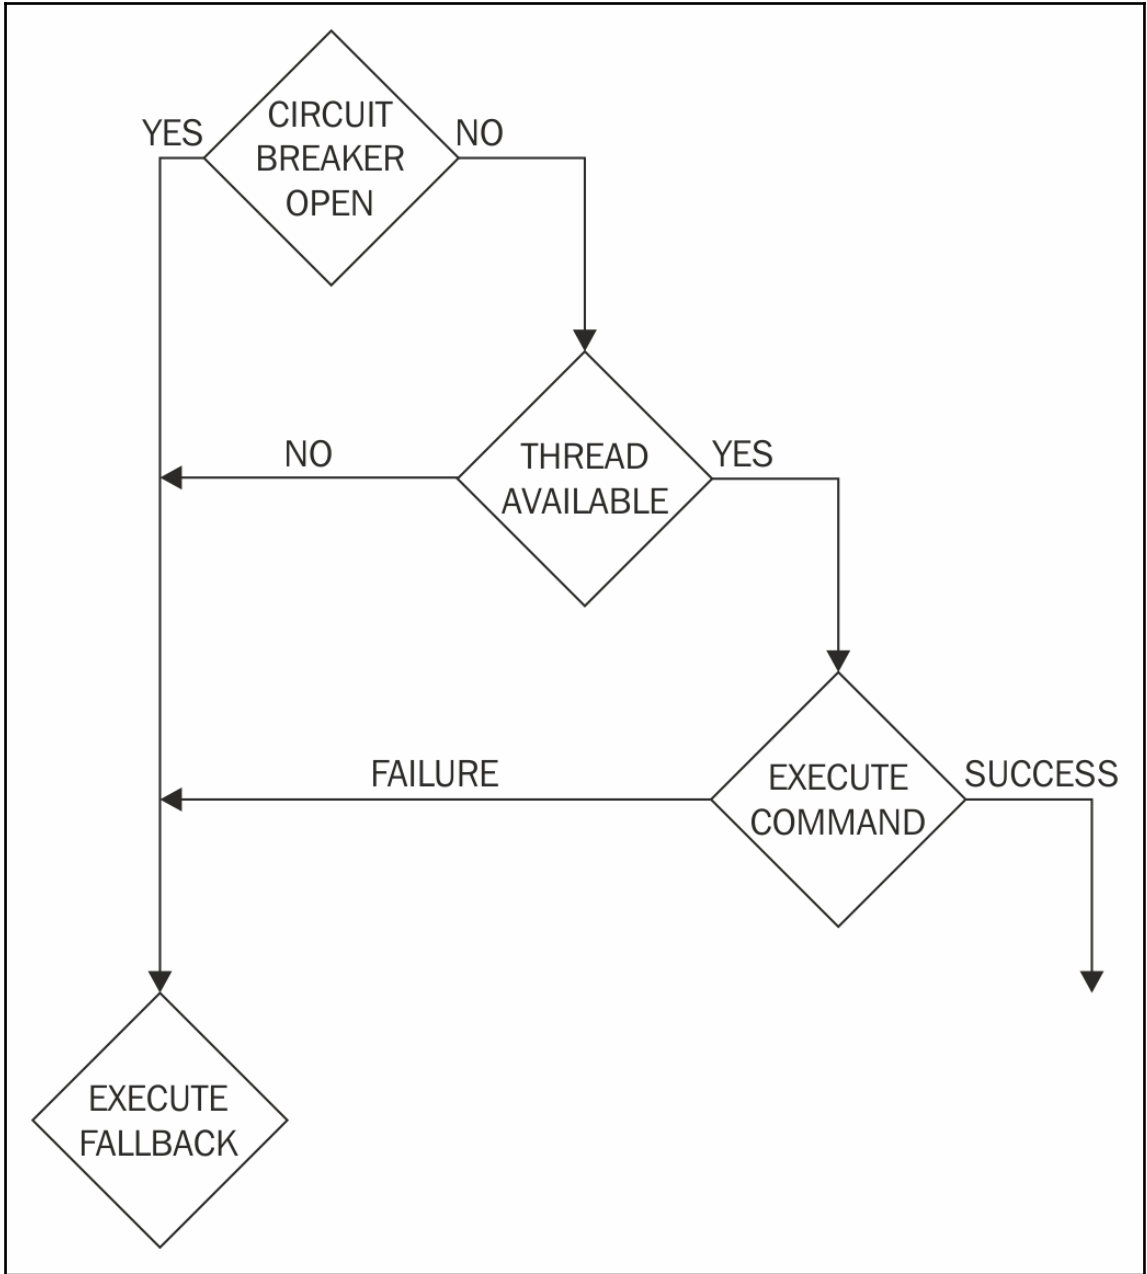 CIRCUIT
BREAKER
OPEN
YES
NO
THREAD
AVAILABLE
NO
YES
EXECUTE
COMMAND
FAILURE
SUCCESS
EXECUTE
FALLBACK